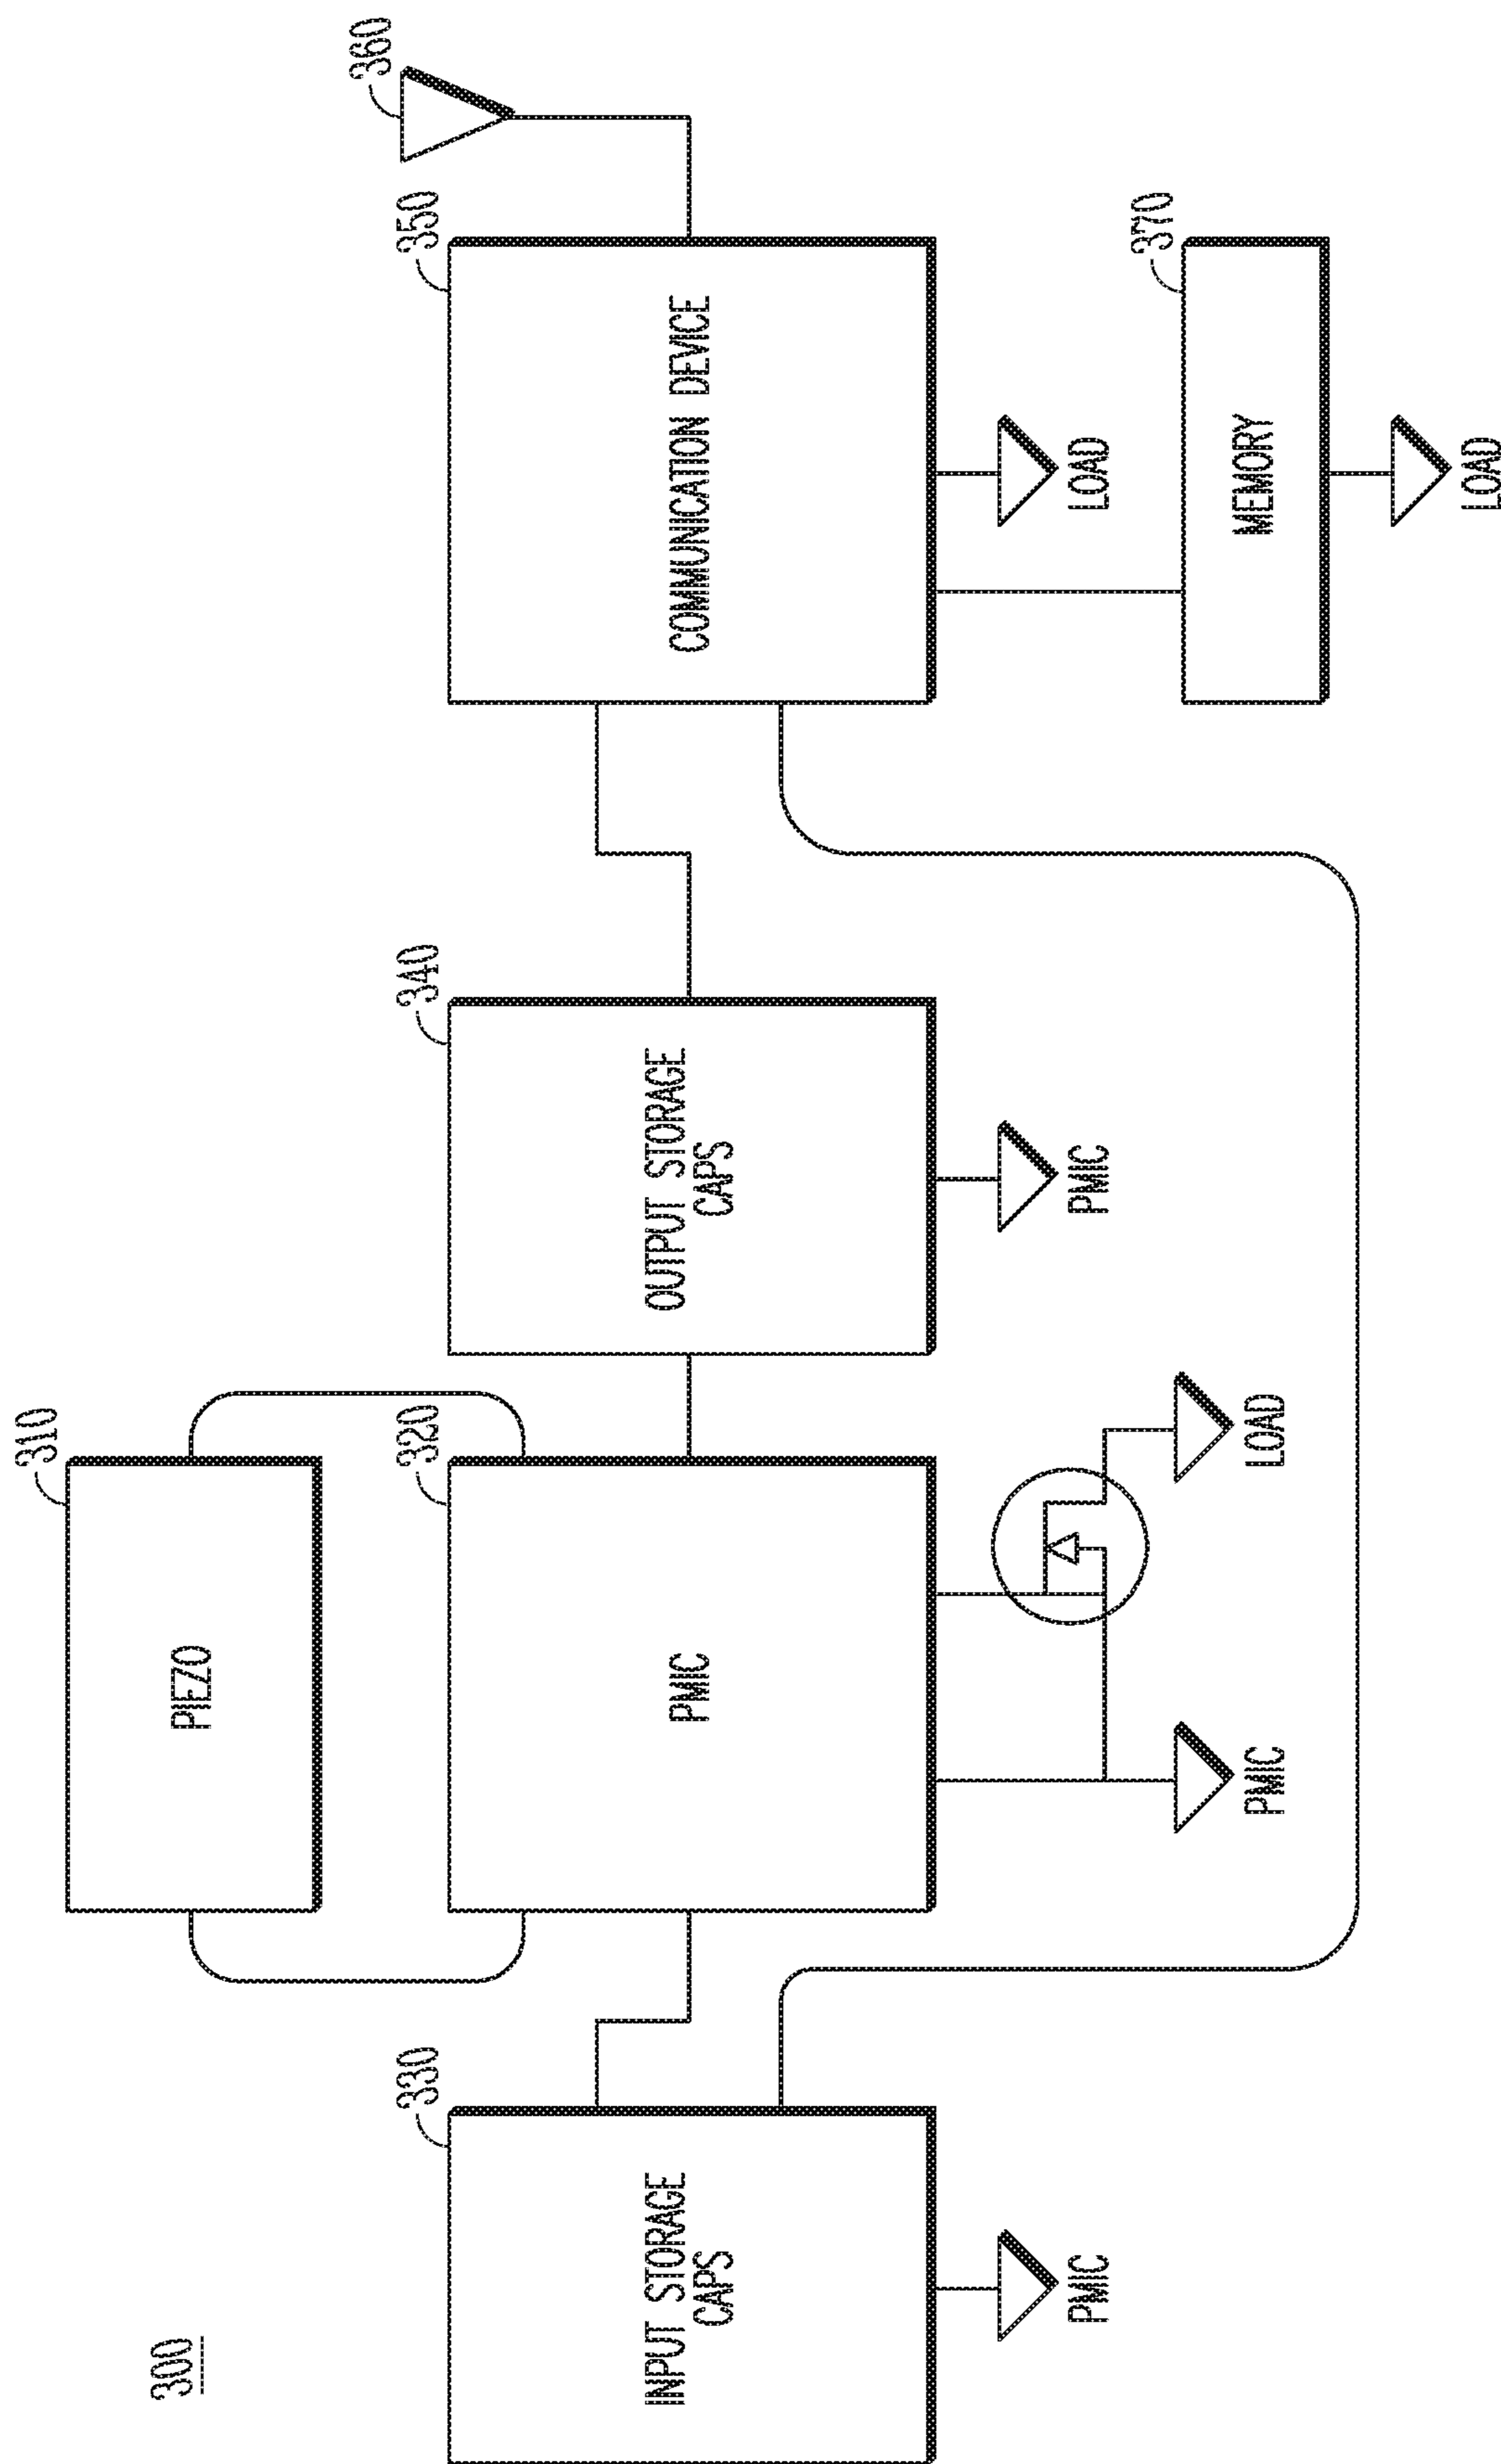 300
310
PIEZO
330
INPUT STORAGE
CAPS
PMIC
320
PMIC
PMIC
LOAD
340
OUTPUT STORAGE
CAPS
PMIC
350
COMMUNICATION DEVICE
LOAD
360
370
MEMORY
LOAD